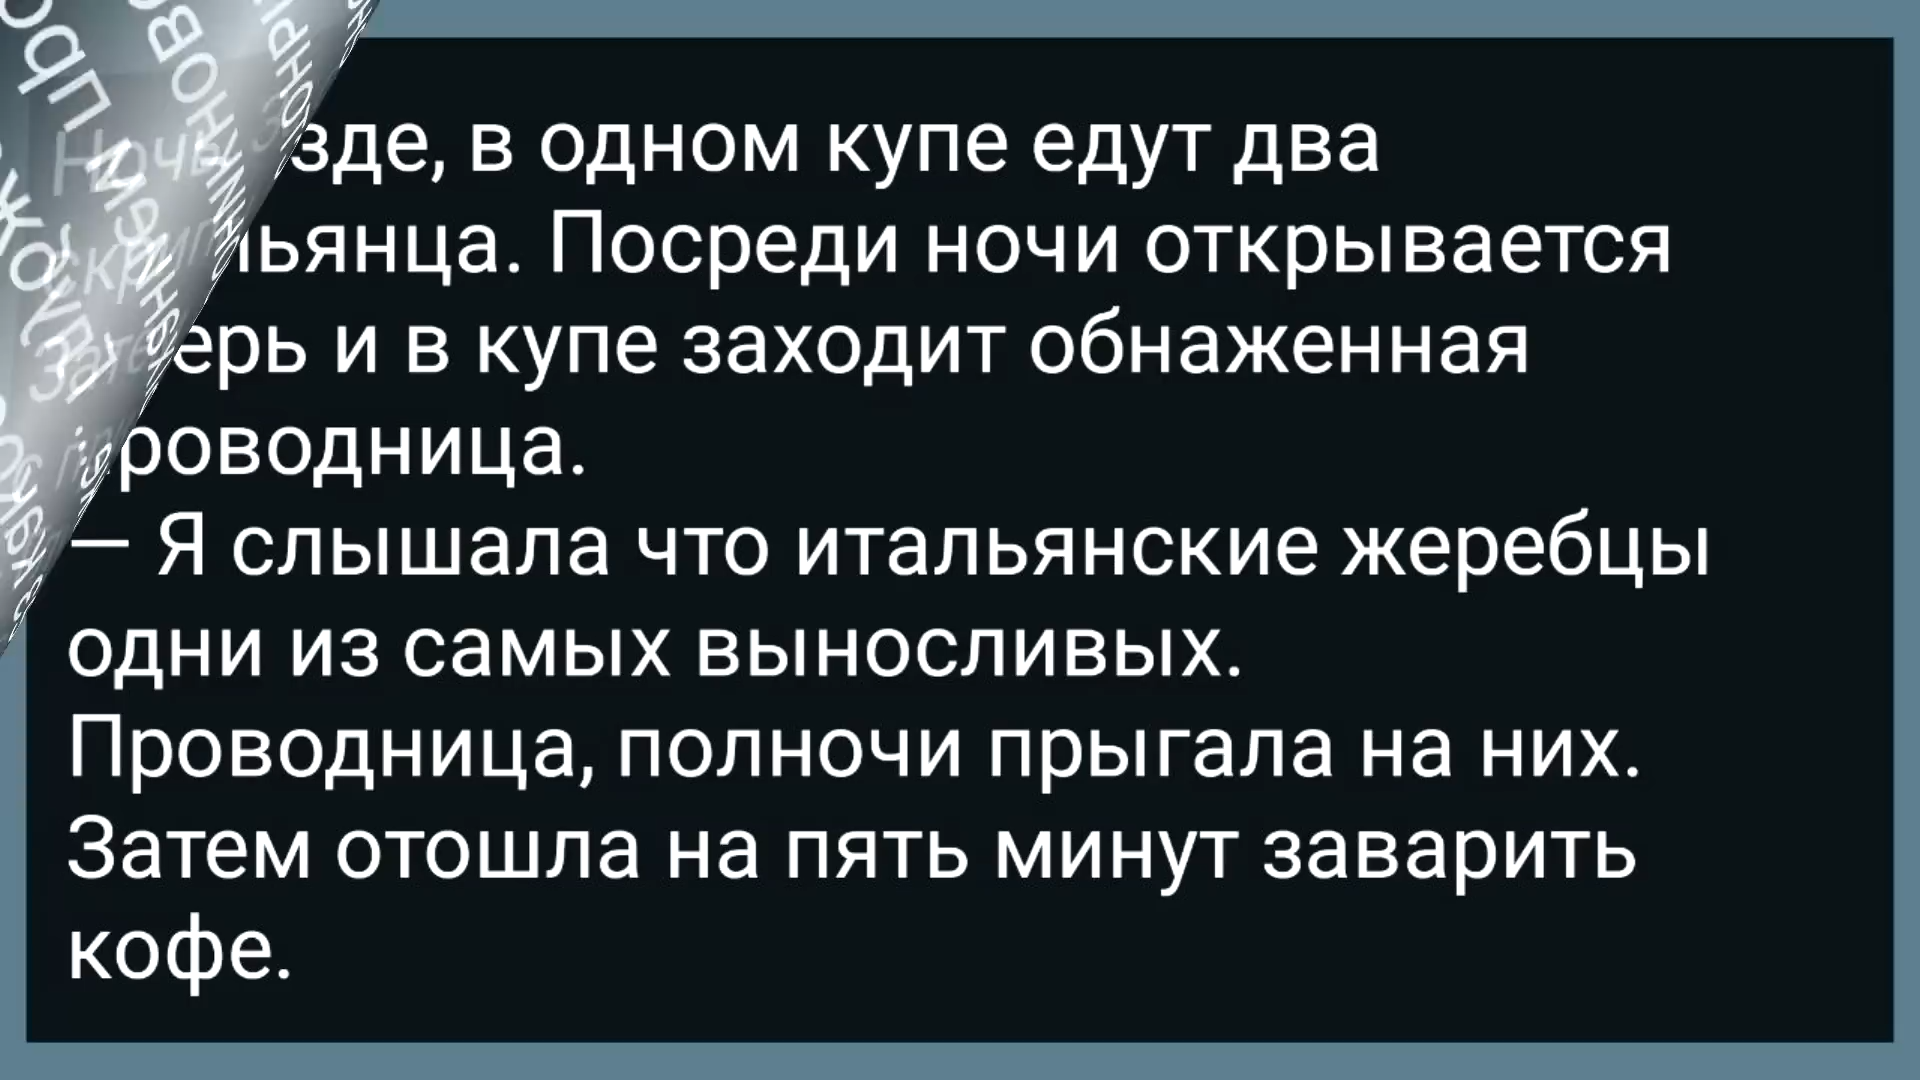 зде, в одном купе едут два
льянца. Посреди ночи открывается
ерь и в купе заходит обнаженная
роводница.
— Я слышала что итальянские жеребцы
одни из самых выносливых.
Проводница, полночи прыгала на них.
Затем отошла на пять минут заварить
кофе.